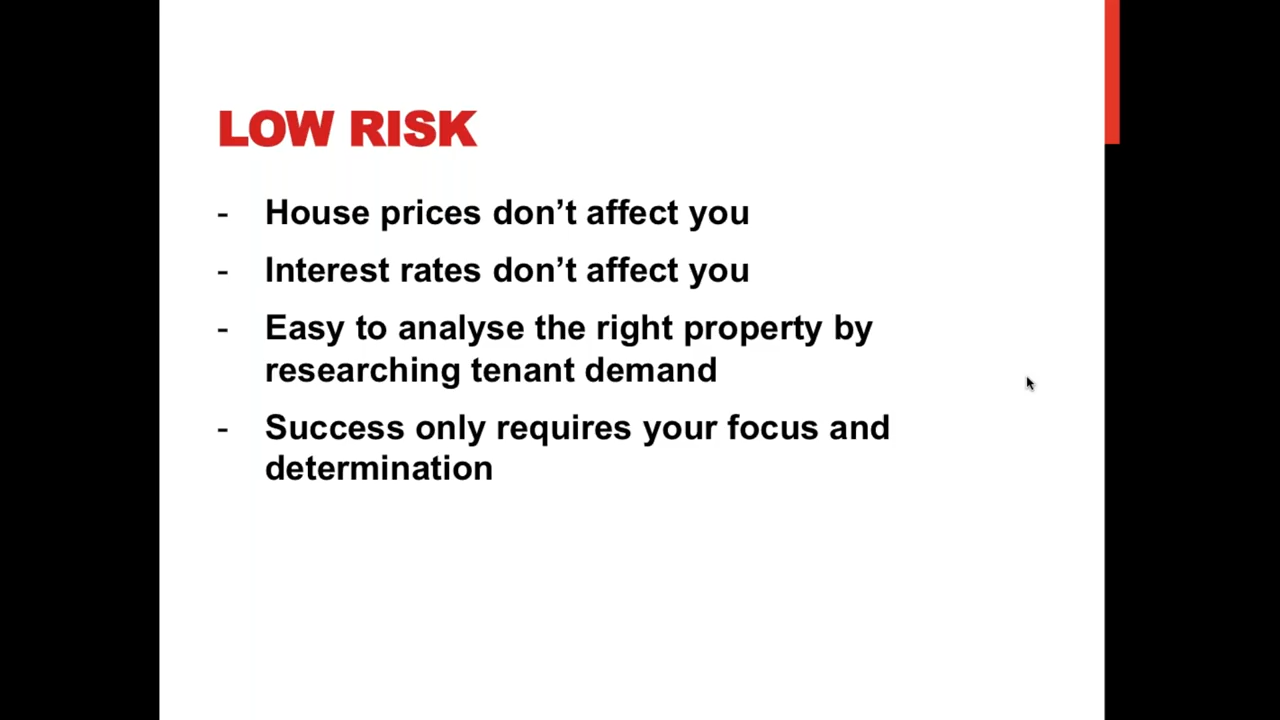 LOW RISK
- House prices don’t affect you
- Interest rates don’t affect you
- Easy to analyse the right property by
researching tenant demand
- Success only requires your focus and
determination